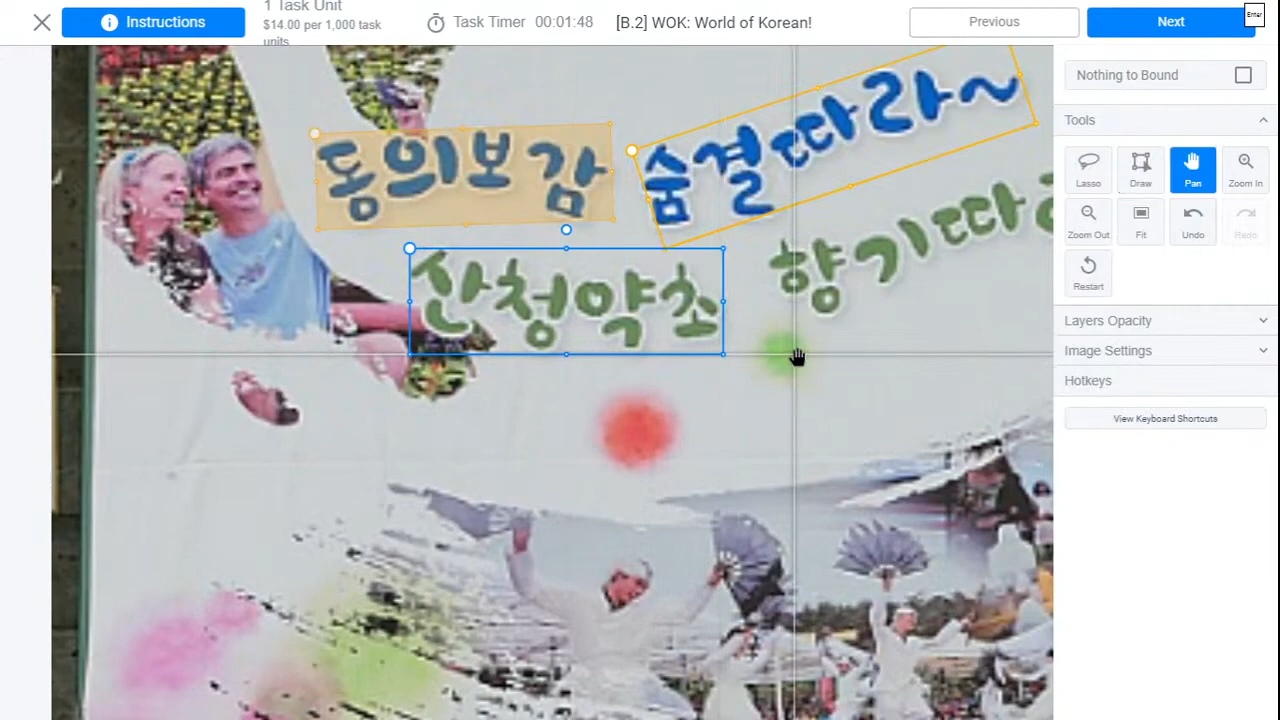 Instructions
1 Task Unit
$14.00 per 1,000 task
units
Task Timer 00:01:48
[B.2] WOK: World of Korean!
Previous
Next
Enter
동의보감
숨결따라~
산청약초
향기따라
Nothing to Bound
Tools
Lasso
Draw
Pan
Zoom In
Zoom Out
Fit
Undo
Redo
Restart
Layers Opacity
Image Settings
Hotkeys
View Keyboard Shortcuts